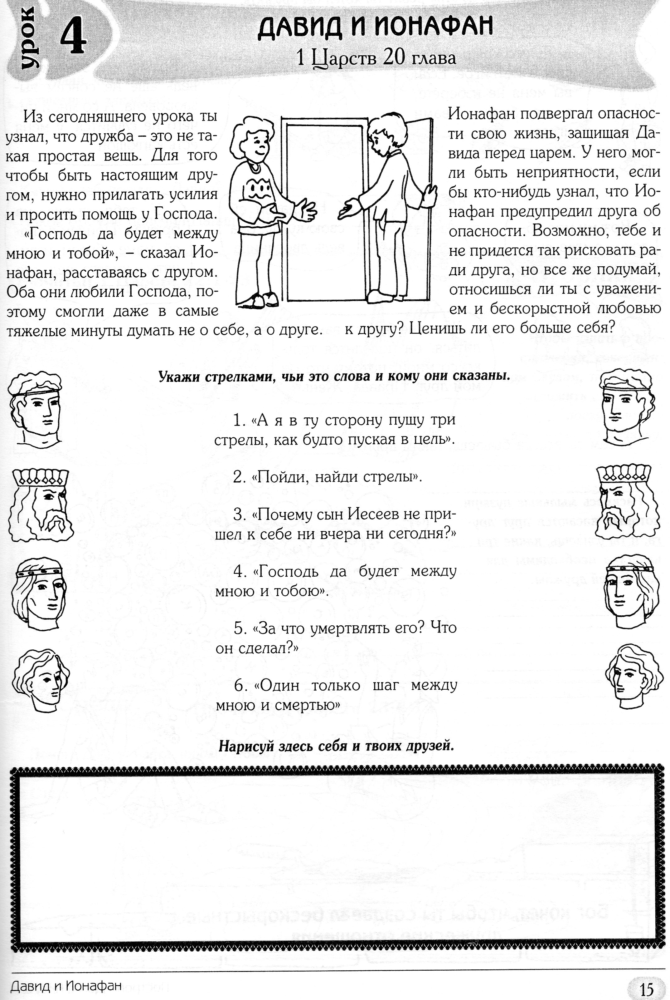 урок 4
ДАВИД И ИОНАФАН
1 Царств 20 глава
Из сегодняшнего урока ты
узнал, что дружба – это не та-
кая простая вещь. Для того
чтобы быть настоящим дру-
гом, нужно прилагать усилия
и просить помощь у Господа.
«Господь да будет между
мною и тобой», – сказал Ио-
нафан, расставаясь с другом.
Оба они любили Господа, по-
этому смогли даже в самые
тяжелые минуты думать не о себе, а о друге.
Ионафан подвергал опаснос-
ти свою жизнь, защищая Да-
вида перед царем. У него мог-
ли быть неприятности, если
бы кто-нибудь узнал, что Ио-
нафан предупредил друга об
опасности. Возможно, тебе и
не придется так рисковать ра-
ди друга, но все же подумай,
относишься ли ты с уважени-
ем и бескорыстной любовью
к другу? Ценишь ли его больше себя?
Укажи стрелками, чьи это слова и кому они сказаны.
1. «А я в ту сторону пущу три
стрелы, как будто пуская в цель».
2. «Пойди, найди стрелы».
3. «Почему сын Иесеев не при-
шел к себе ни вчера ни сегодня?»
4. «Господь да будет между
мною и тобою».
5. «За что умертвлять его? Что
он сделал?»
6. «Один только шаг между
мною и смертью»
Нарисуй здесь себя и твоих друзей.
Давид и Ионафан
15